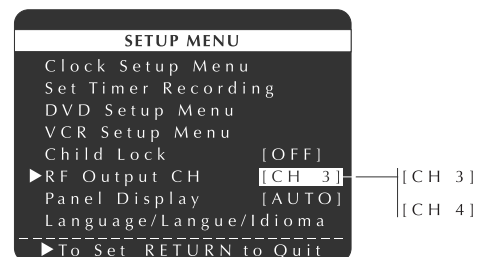 SETUP MENU
Clock Setup Menu
Set Timer Recording
DVD Setup Menu
VCR Setup Menu
Child Lock [OFF]
▶RF Output CH [CH 3] [CH 3]
Panel Display [AUTO] [CH 4]
Language/Langue/Idioma
▶To Set RETURN to Quit